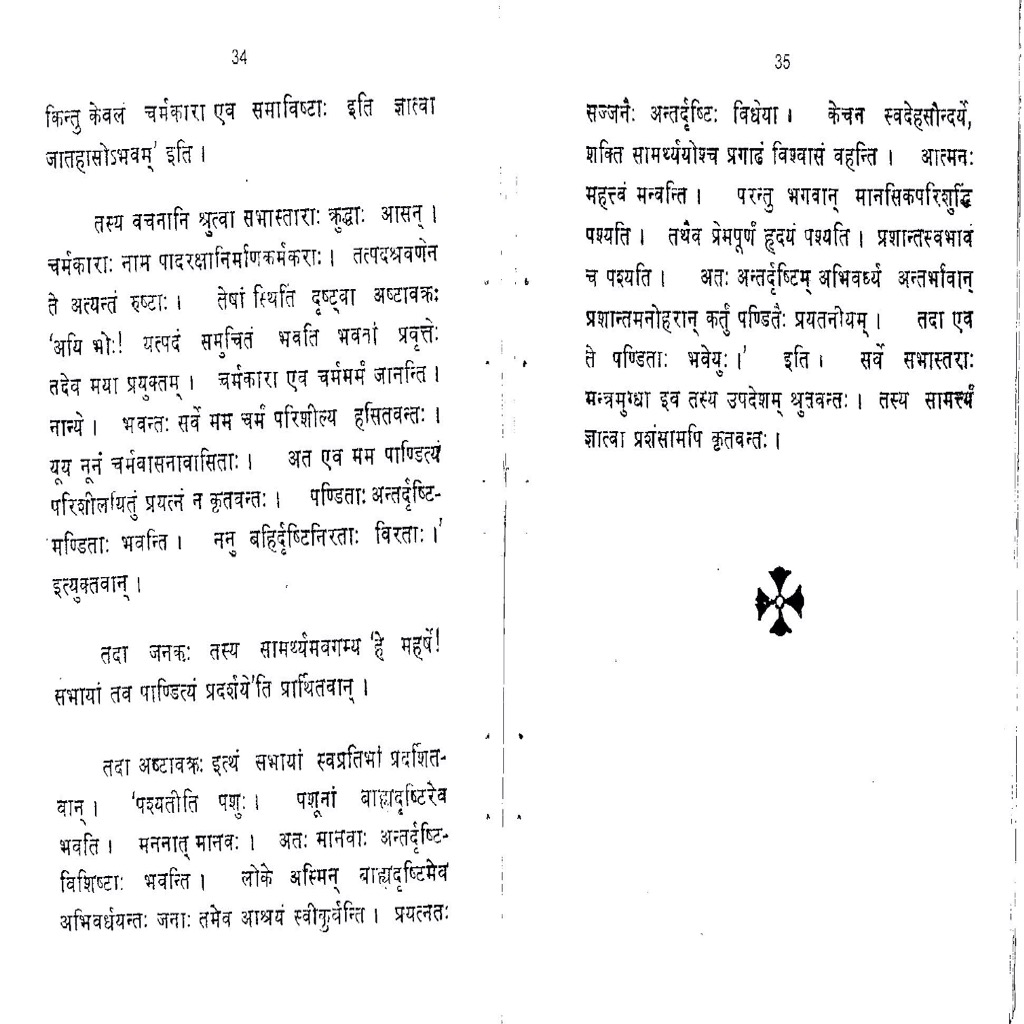 34
किन्तु केवलं चर्मकारा एव समाविष्टाः इति ज्ञात्वा
जातहासोऽभवम्' इति ।
तस्य वचनानि श्रुत्वा सभास्ताराः क्रुद्धाः आसन् ।
चर्मकाराः नाम पादरक्षानिर्माणकर्मकराः । तत्पदश्रवणेन
ते अत्यन्तं रुष्टाः । तेषां स्थितिं दृष्ट्वा अष्टावक्रः
'अयि भोः! यत्पदं समुचितं भवति भवतां प्रवृत्तेः
तदेव मया प्रयुक्तम् । चर्मकारा एव चर्ममर्मं जानन्ति ।
नान्ये । भवन्तः सर्वे मम चर्मं परिशील्य हसितवन्तः ।
यूय नूनं चर्मवासनावासिताः । अत एव मम पाण्डित्यं
परिशीलयितुं प्रयत्नं न कृतवन्तः । पण्डिताः अन्तर्दृष्टि-
मण्डिताः भवन्ति । ननु बहिर्दृष्टिनिरताः विरताः ।'
इत्युक्तवान् ।
तदा जनकः तस्य सामर्थ्यमवगम्य 'हे महर्षे!
सभायां तव पाण्डित्यं प्रदर्शये'ति प्रार्थितवान् ।
तदा अष्टावक्रः इत्थं सभायां स्वप्रतिभां प्रदर्शित-
वान् । 'पश्यतीति पशुः । पशूनां बाह्यदृष्टिरेव
भवति । मननात् मानवः । अतः मानवाः अन्तर्दृष्टि-
विशिष्टाः भवन्ति । लोके अस्मिन् बाह्यदृष्टिमेव
अभिवर्धयन्तः जनाः तमेव आश्रयं स्वीकुर्वन्ति । प्रयत्नतः
35
सज्जनैः अन्तर्दृष्टिः विधेया । केचन स्वदेहसौन्दर्ये,
शक्ति सामर्थ्ययोश्च प्रगाढं विश्वासं वहन्ति । आत्मनः
महत्त्वं मन्वन्ति । परन्तु भगवान् मानसिकपरिशुद्धिं
पश्यति । तथैव प्रेमपूर्णं हृदयं पश्यति । प्रशान्तस्वभावं
च पश्यति । अतः अन्तर्दृष्टिम् अभिवर्ध्य अन्तर्भावान्
प्रशान्तमनोहरान् कर्तुं पण्डितैः प्रयतनीयम् । तदा एव
ते पण्डिताः भवेयुः ।' इति । सर्वे सभास्तराः
मन्त्रमुग्धा इव तस्य उपदेशम् श्रुतवन्तः । तस्य सामर्त्थ्यं
ज्ञात्वा प्रशंसामपि कृतवन्तः ।